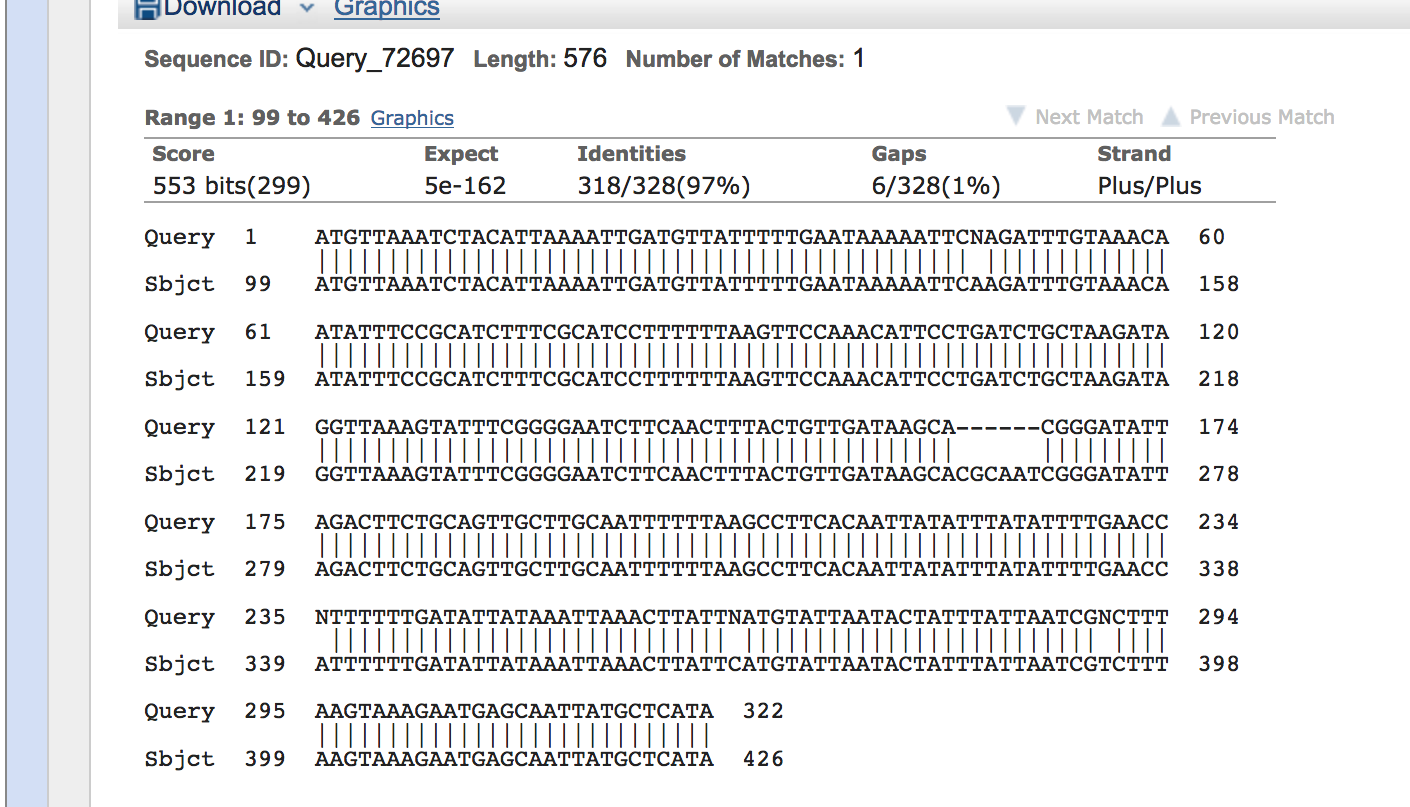 Download Graphics
Sequence ID: Query_72697 Length: 576 Number of Matches: 1
Range 1: 99 to 426 Graphics Next Match Previous Match
Score Expect Identities Gaps Strand
553 bits(299) 5e-162 318/328(97%) 6/328(1%) Plus/Plus
Query 1 ATGTTAAATCTACATTAAAATTGATGTTATTTTTGAATAAAAATTCNAGATTTGTAAACA 60
Sbjct 99 ATGTTAAATCTACATTAAAATTGATGTTATTTTTGAATAAAAATTCAAGATTTGTAAACA 158
Query 61 ATATTTCCGCATCTTTCGCATCCTTTTTTAAGTTCCAAACATTCCTGATCTGCTAAGATA 120
Sbjct 159 ATATTTCCGCATCTTTCGCATCCTTTTTTAAGTTCCAAACATTCCTGATCTGCTAAGATA 218
Query 121 GGTTAAAGTATTTCGGGGAATCTTCAACTTTACTGTTGATAAGCA------CGGGATATT 174
Sbjct 219 GGTTAAAGTATTTCGGGGAATCTTCAACTTTACTGTTGATAAGCACGCAATCGGGATATT 278
Query 175 AGACTTCTGCAGTTGCTTGCAATTTTTTAAGCCTTCACAATTATATTTATATTTTGAACC 234
Sbjct 279 AGACTTCTGCAGTTGCTTGCAATTTTTTAAGCCTTCACAATTATATTTATATTTTGAACC 338
Query 235 NTTTTTTGATATTATAAATTAAACTTATTNATGTATTAATACTATTTATTAATCGNCTTT 294
Sbjct 339 ATTTTTTGATATTATAAATTAAACTTATTCATGTATTAATACTATTTATTAATCGTCTTT 398
Query 295 AAGTAAAGAATGAGCAATTATGCTCATA 322
Sbjct 399 AAGTAAAGAATGAGCAATTATGCTCATA 426